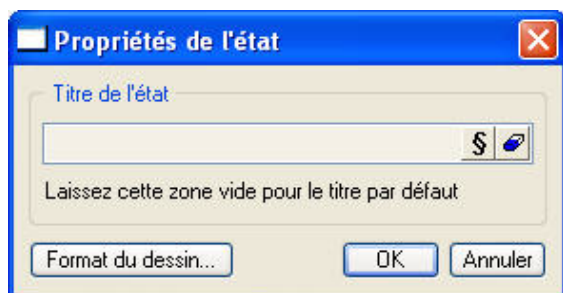 Propriétés de l'état
Titre de l'état
§
Laissez cette zone vide pour le titre par défaut
Format du dessin... OK Annuler